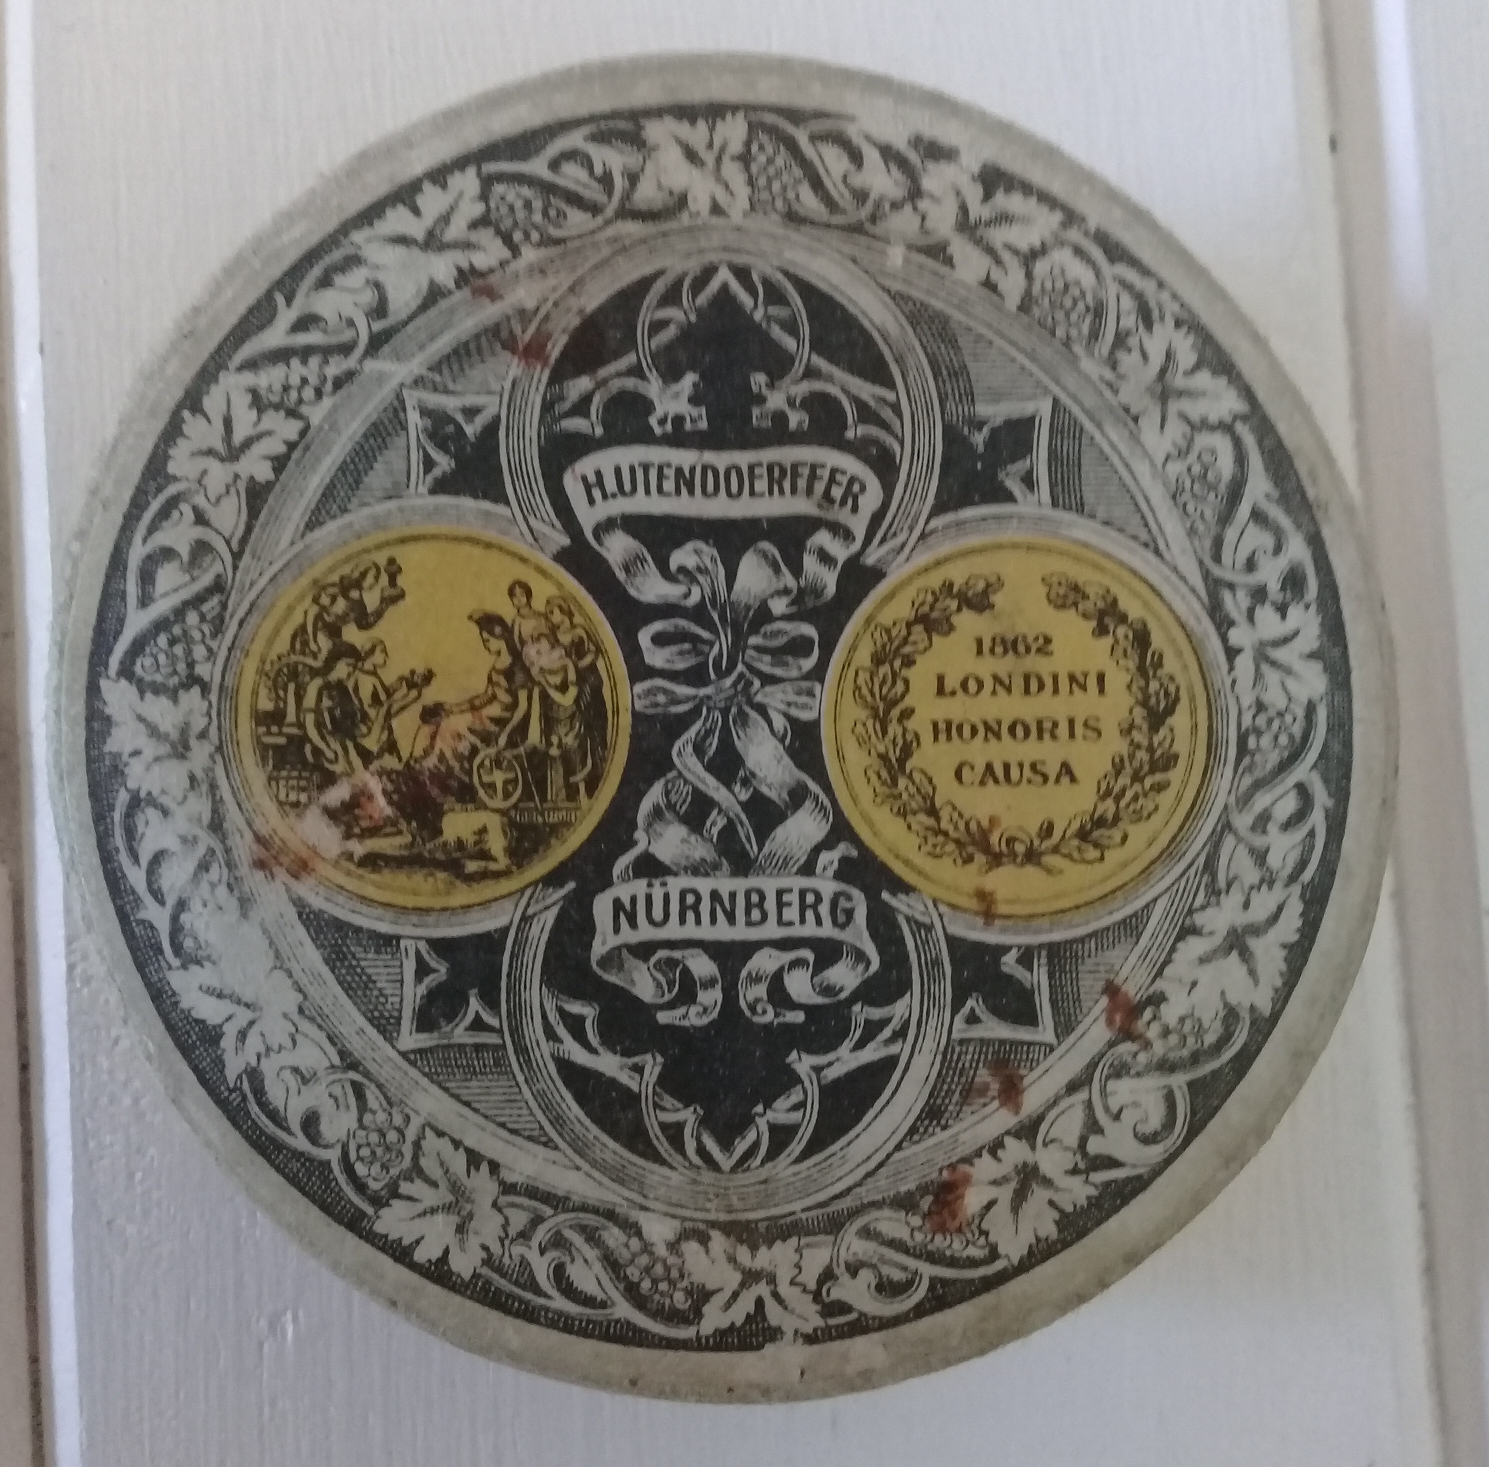 H.UTENDOERFFER
1862
LONDINI
HONORIS
CAUSA
NÜRNBERG